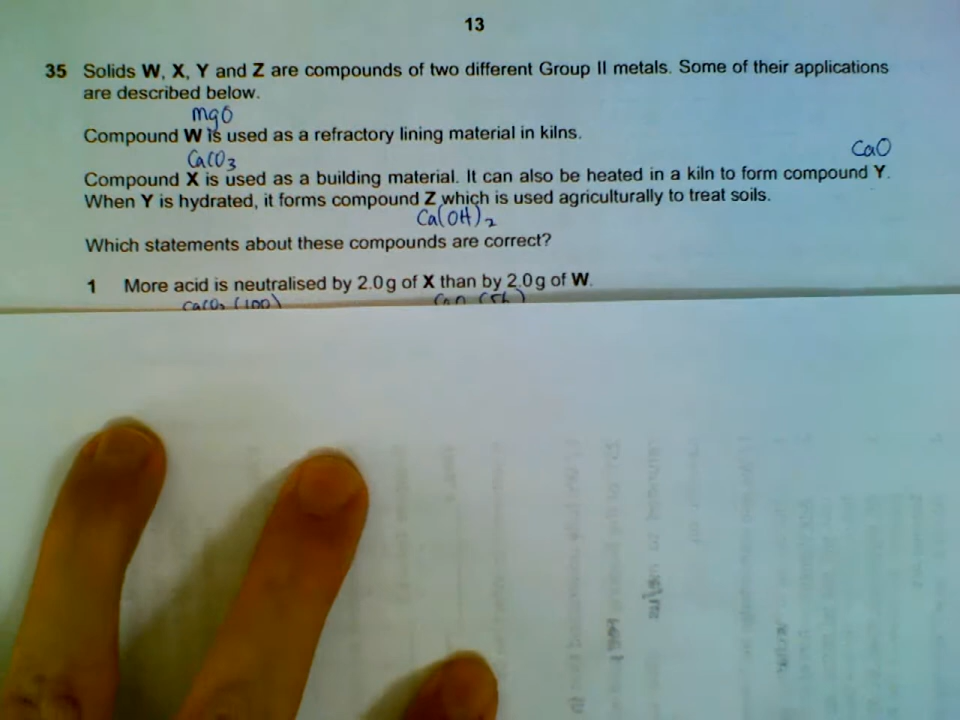 13
35 Solids W, X, Y and Z are compounds of two different Group II metals. Some of their applications
are described below.
MgO
Compound W is used as a refractory lining material in kilns.
CaCO3 CaO
Compound X is used as a building material. It can also be heated in a kiln to form compound Y.
When Y is hydrated, it forms compound Z which is used agriculturally to treat soils.
Ca(OH)2
Which statements about these compounds are correct?
1 More acid is neutralised by 2.0g of X than by 2.0g of W.
CaCO3 (100)